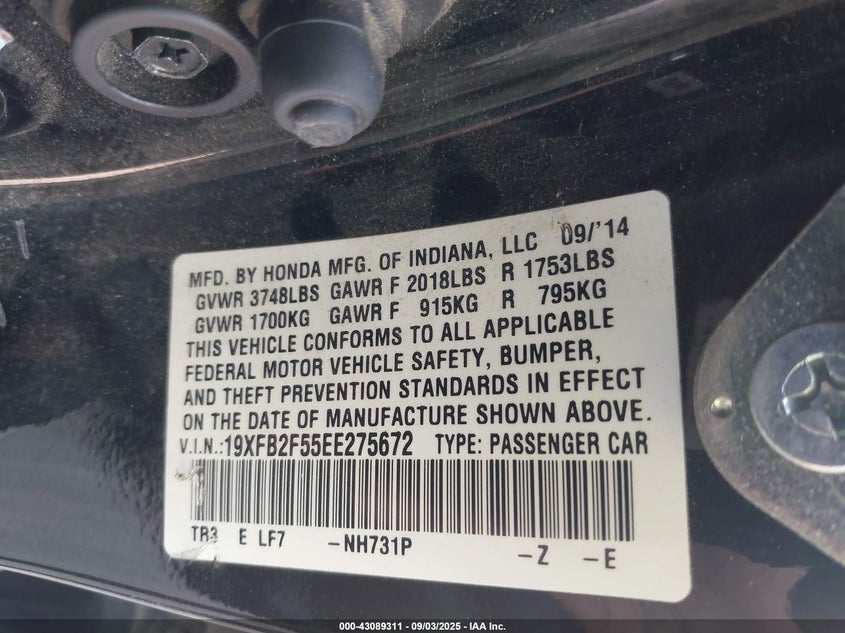 MFD. BY HONDA MFG. OF INDIANA, LLC 09/'14
GVWR 3748LBS GAWR F 2018LBS R 1753LBS
GVWR 1700KG GAWR F 915KG R 795KG
THIS VEHICLE CONFORMS TO ALL APPLICABLE
FEDERAL MOTOR VEHICLE SAFETY, BUMPER,
AND THEFT PREVENTION STANDARDS IN EFFECT
ON THE DATE OF MANUFACTURE SHOWN ABOVE.
V.I.N.:19XFB2F55EE275672 TYPE: PASSENGER CAR
TR3 E LF7 -NH731P -Z -E
000-43089311 - 09/03/2025 - IAA Inc.